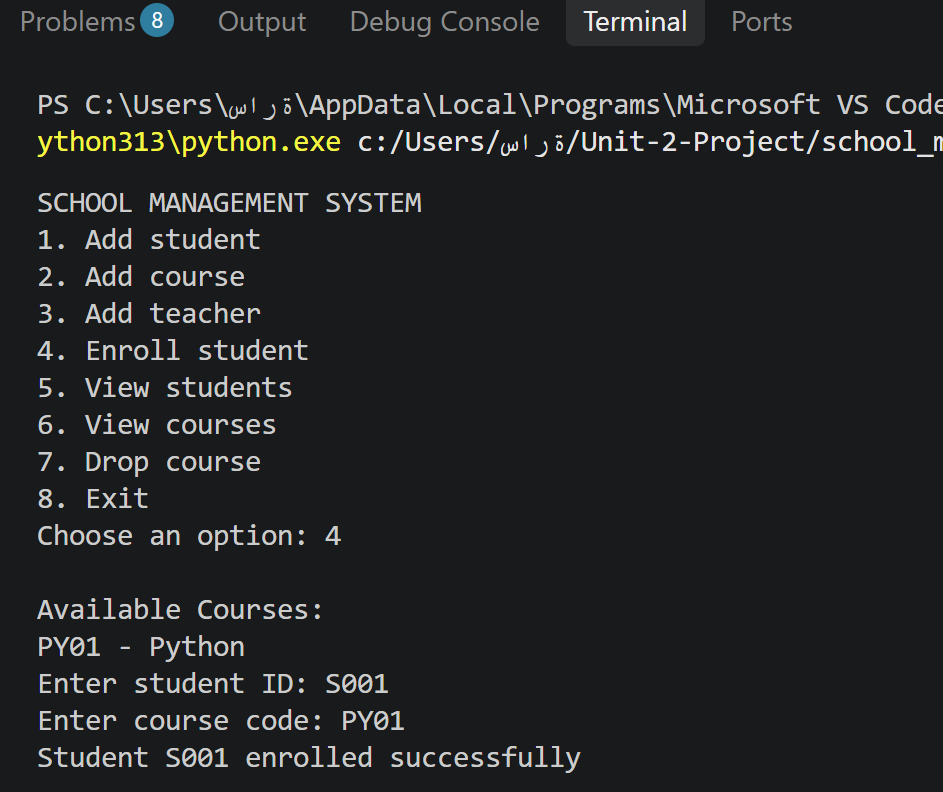 Problems 8 Output Debug Console Terminal Ports
PS C:\Users\سارة\AppData\Local\Programs\Microsoft VS Code
ython313\python.exe c:/Users/سارة/Unit-2-Project/school_m
SCHOOL MANAGEMENT SYSTEM
1. Add student
2. Add course
3. Add teacher
4. Enroll student
5. View students
6. View courses
7. Drop course
8. Exit
Choose an option: 4
Available Courses:
PY01 - Python
Enter student ID: S001
Enter course code: PY01
Student S001 enrolled successfully